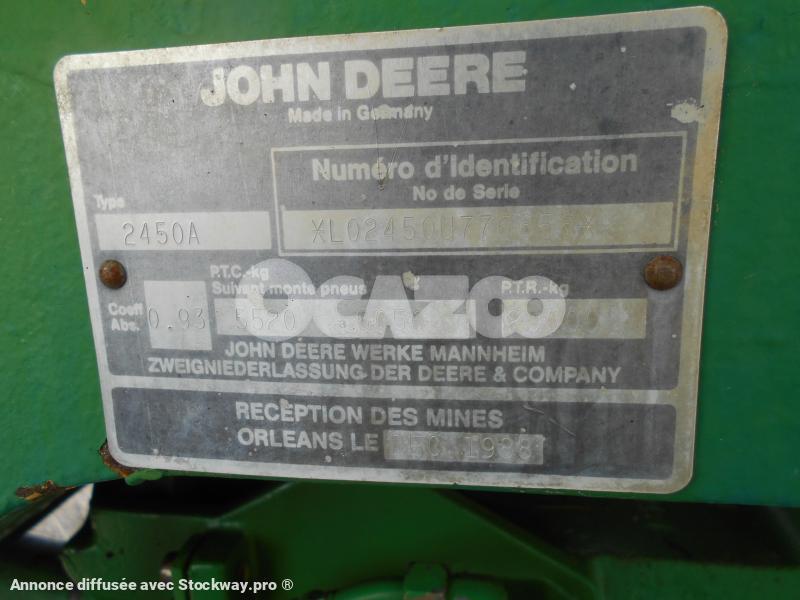 JOHN DEERE
Made in Germany
Numéro d'Identification
No de Serie
Type
2450A
P.T.C.-kg
Suivant monte pneus
P.T.R.-kg
Coeff
Abs.
0.93 5570
OCAZOO
JOHN DEERE WERKE MANNHEIM
ZWEIGNIEDERLASSUNG DER DEERE & COMPANY
RECEPTION DES MINES
ORLEANS LE 1988
Annonce diffusée avec Stockway.pro ®